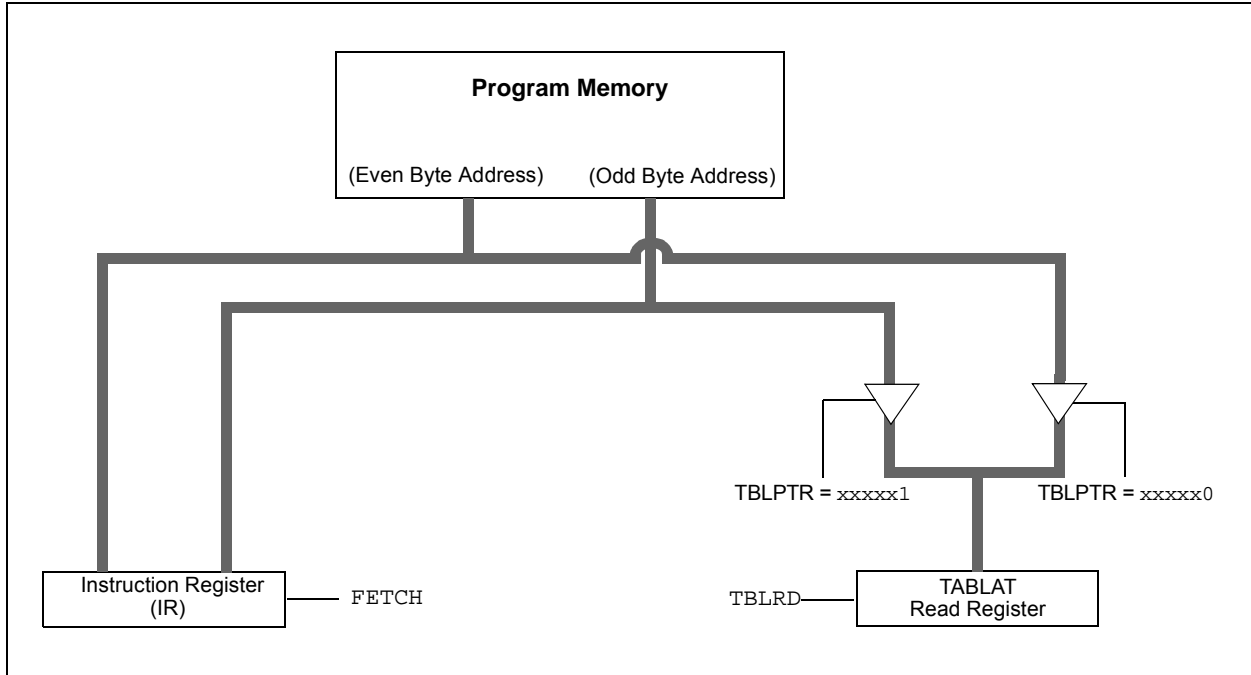 Program Memory
(Even Byte Address) (Odd Byte Address)
TBLPTR = xxxxx1
TBLPTR = xxxxx0
Instruction Register
(IR)
FETCH
TBLRD
TABLAT
Read Register